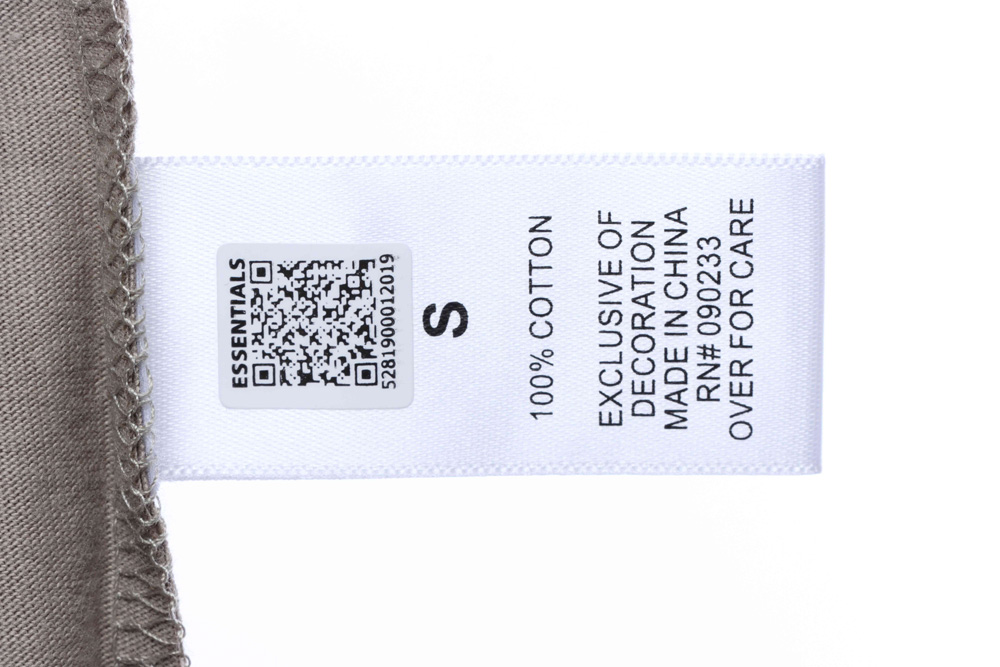 ESSENTIALS
5281900012019
S
100% COTTON
EXCLUSIVE OF
DECORATION
MADE IN CHINA
RN# 090233
OVER FOR CARE